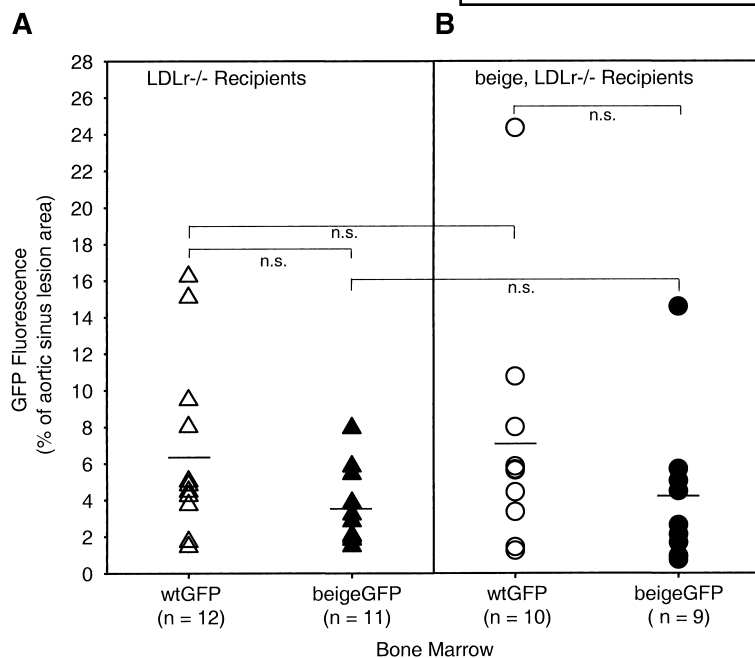 A
B
LDLr-/- Recipients
beige, LDLr-/- Recipients
n.s.
n.s.
n.s.
n.s.
GFP Fluorescence
(% of aortic sinus lesion area)
28
26
24
22
20
18
16
14
12
10
8
6
4
2
0
wtGFP
(n = 12)
beigeGFP
(n = 11)
wtGFP
(n = 10)
beigeGFP
( n = 9)
Bone Marrow